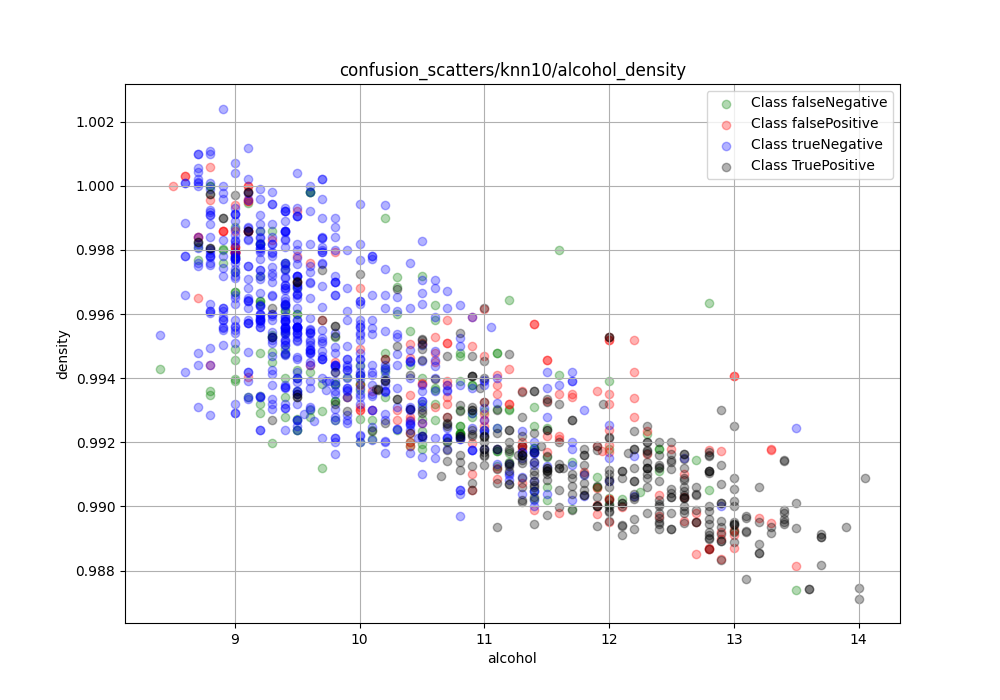 confusion_scatters/knn10/alcohol_density
Class falseNegative
Class falsePositive
Class trueNegative
Class TruePositive
1.002
1.000
0.998
0.996
0.994
0.992
0.990
0.988
density
9 10 11 12 13 14
alcohol